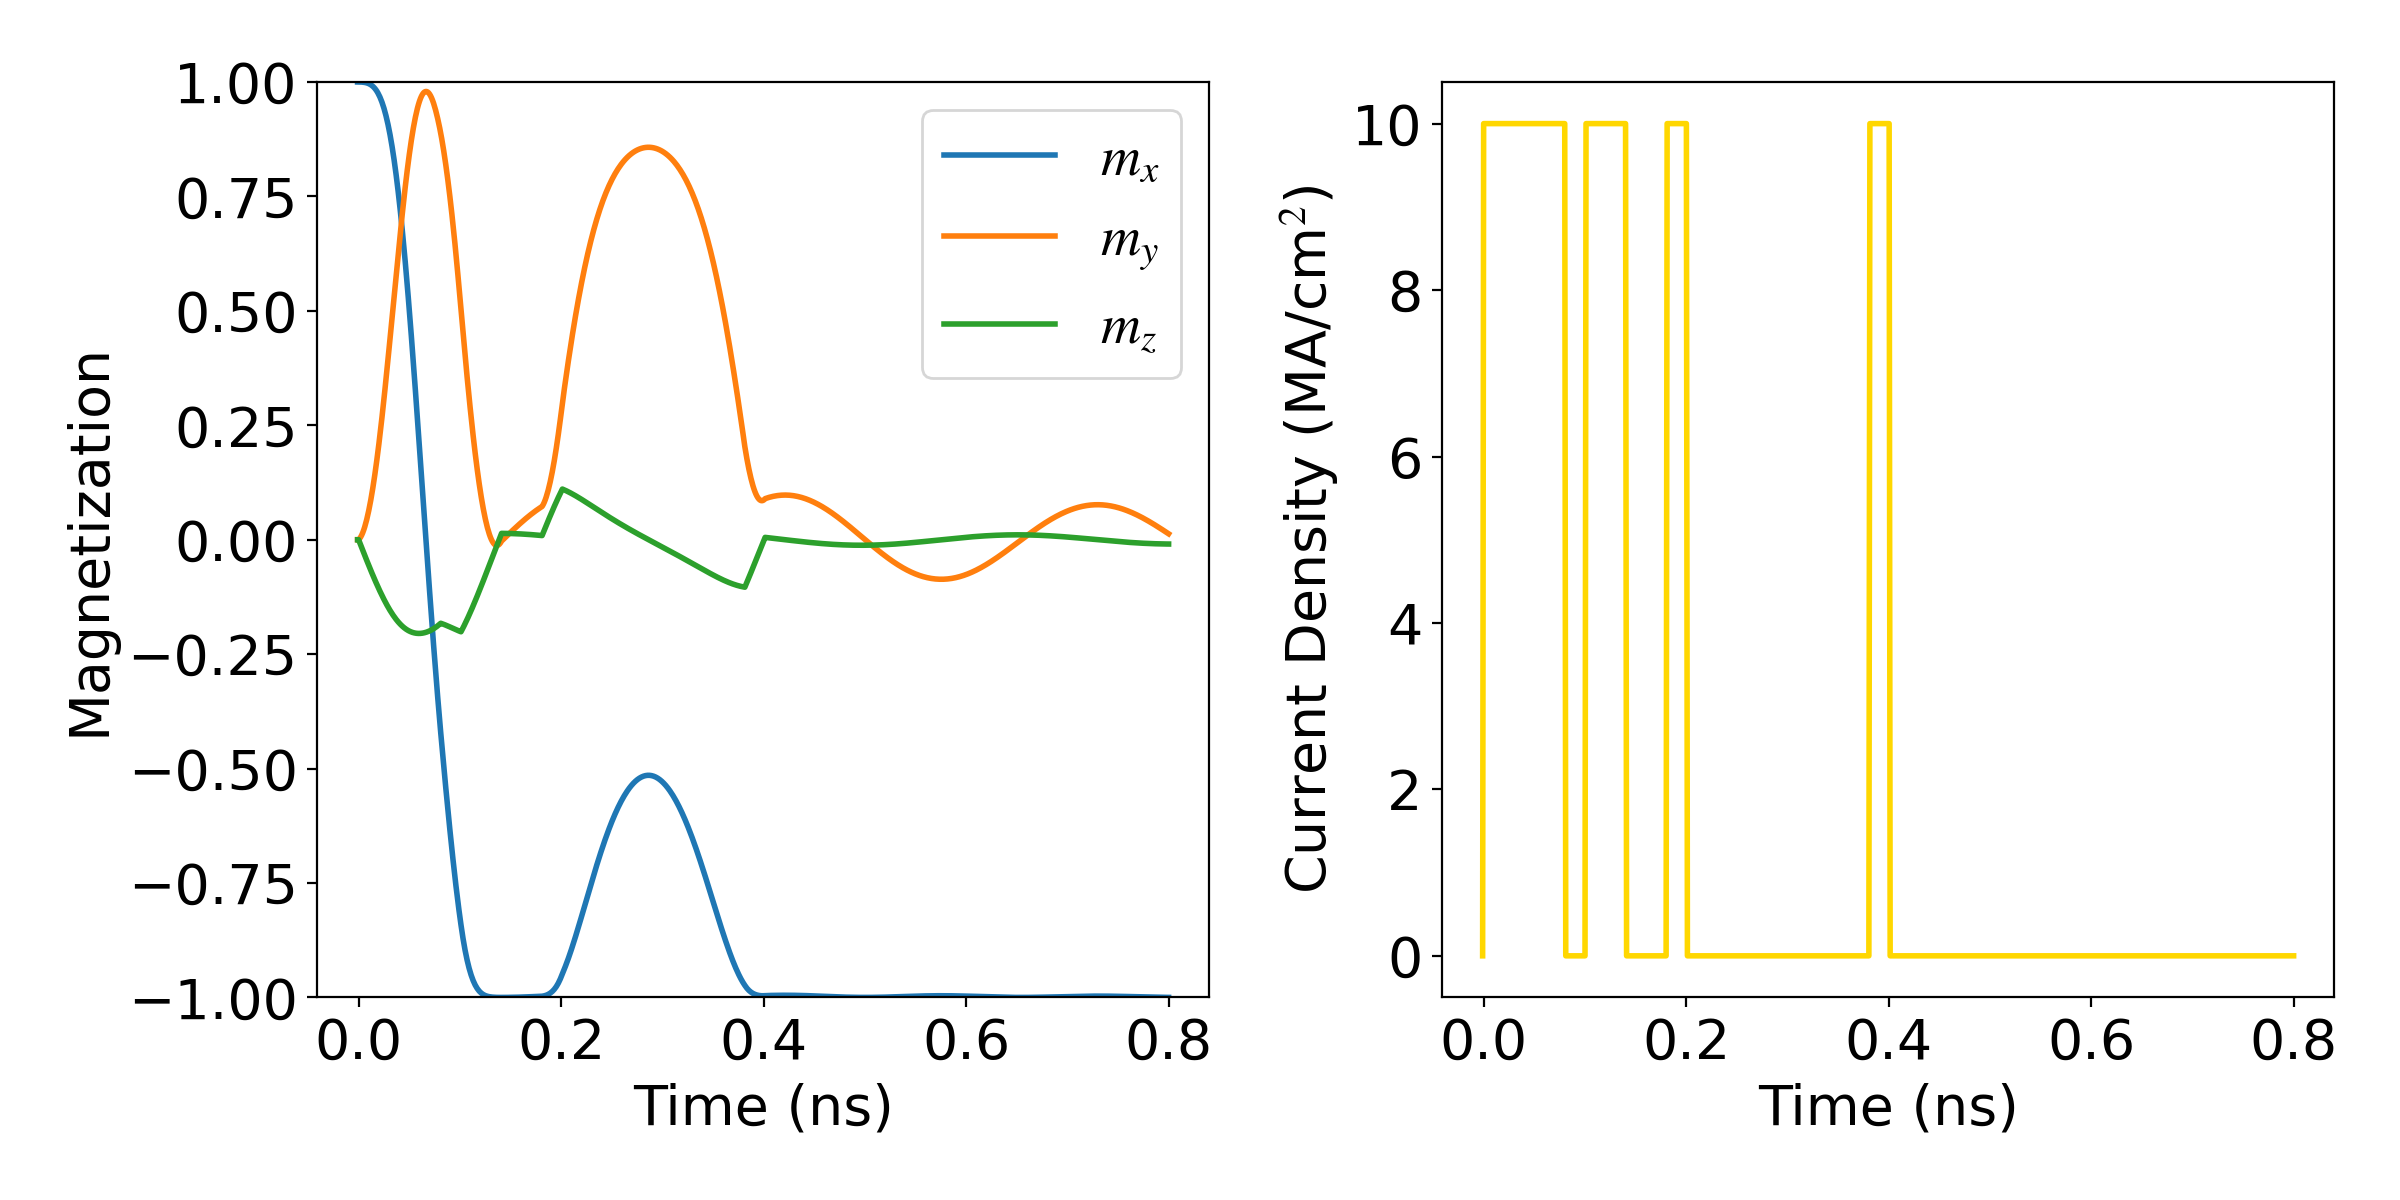 Magnetization
1.00
0.75
0.50
0.25
0.00
−0.25
−0.50
−0.75
−1.00
0.0 0.2 0.4 0.6 0.8
Time (ns)
m_x
m_y
m_z
Current Density (MA/cm²)
10
8
6
4
2
0
0.0 0.2 0.4 0.6 0.8
Time (ns)